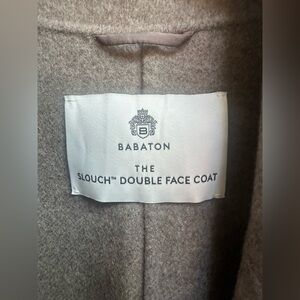 B
BABATON
THE
SLOUCH™ DOUBLE FACE COAT